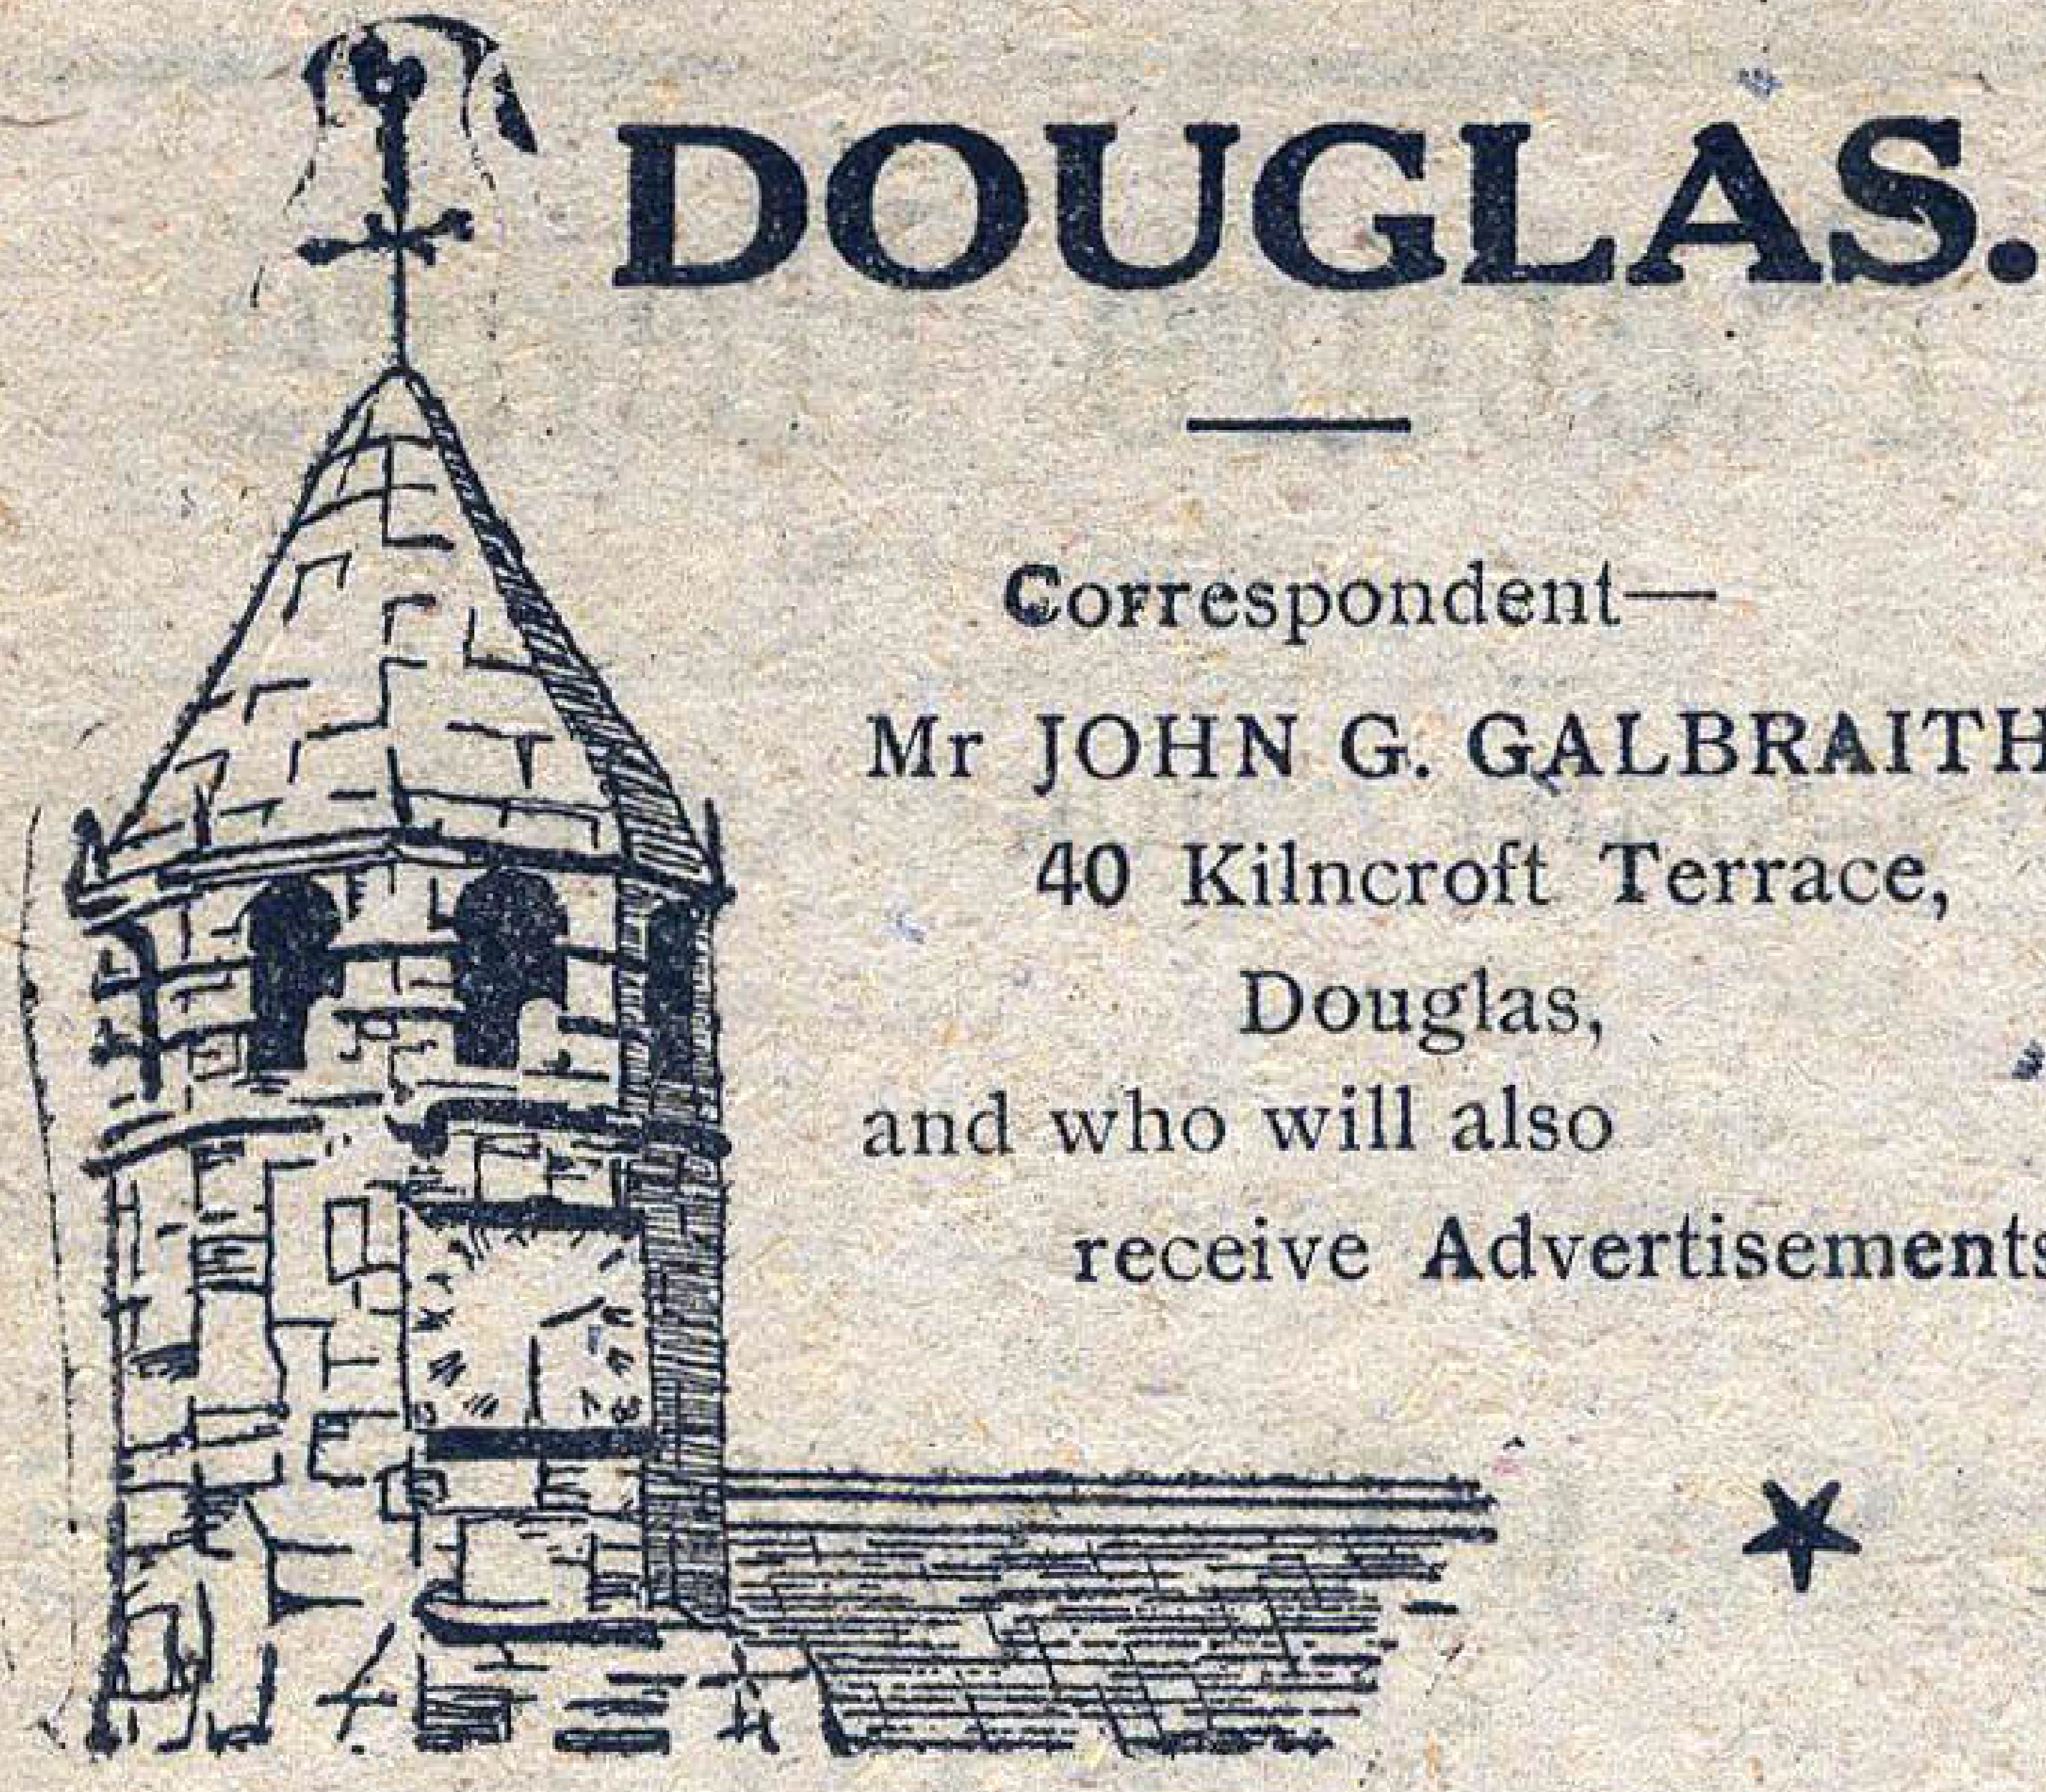 DOUGLAS.
Correspondent—
Mr JOHN G. GALBRAITH
40 Kilncroft Terrace,
Douglas,
and who will also
receive Advertisements